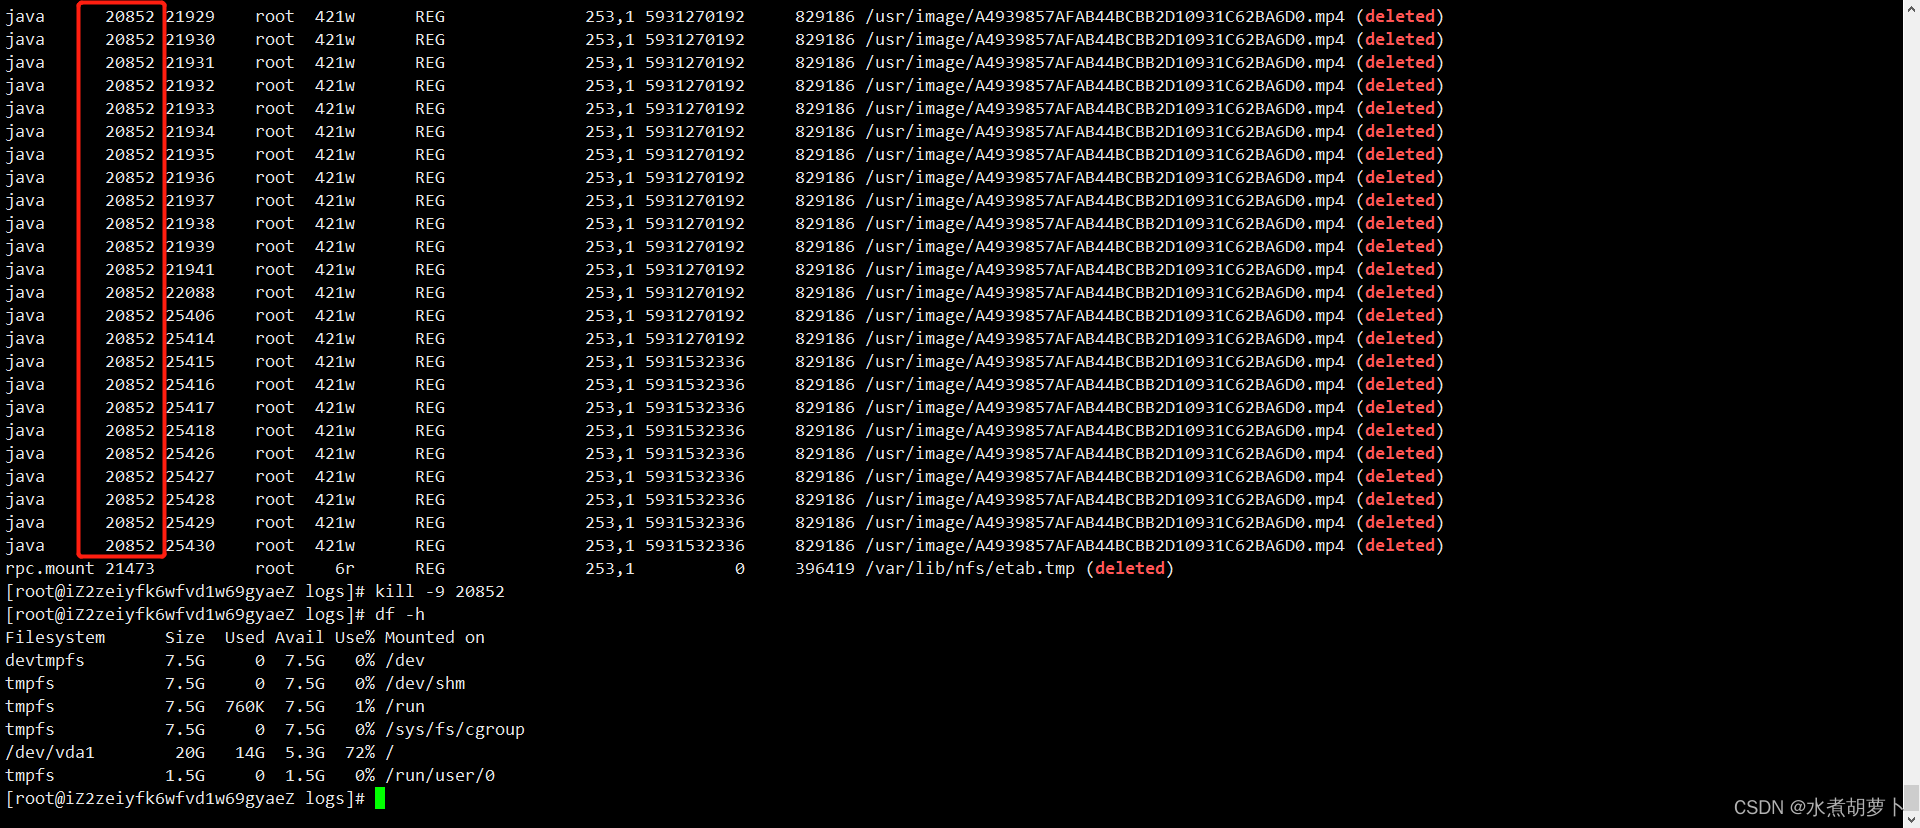 java 20852 21929 root 421w REG 253,1 5931270192 829186 /usr/image/A4939857AFAB44BCBB2D10931C62BA6D0.mp4 (deleted)
java 20852 21930 root 421w REG 253,1 5931270192 829186 /usr/image/A4939857AFAB44BCBB2D10931C62BA6D0.mp4 (deleted)
java 20852 21931 root 421w REG 253,1 5931270192 829186 /usr/image/A4939857AFAB44BCBB2D10931C62BA6D0.mp4 (deleted)
java 20852 21932 root 421w REG 253,1 5931270192 829186 /usr/image/A4939857AFAB44BCBB2D10931C62BA6D0.mp4 (deleted)
java 20852 21933 root 421w REG 253,1 5931270192 829186 /usr/image/A4939857AFAB44BCBB2D10931C62BA6D0.mp4 (deleted)
java 20852 21934 root 421w REG 253,1 5931270192 829186 /usr/image/A4939857AFAB44BCBB2D10931C62BA6D0.mp4 (deleted)
java 20852 21935 root 421w REG 253,1 5931270192 829186 /usr/image/A4939857AFAB44BCBB2D10931C62BA6D0.mp4 (deleted)
java 20852 21936 root 421w REG 253,1 5931270192 829186 /usr/image/A4939857AFAB44BCBB2D10931C62BA6D0.mp4 (deleted)
java 20852 21937 root 421w REG 253,1 5931270192 829186 /usr/image/A4939857AFAB44BCBB2D10931C62BA6D0.mp4 (deleted)
java 20852 21938 root 421w REG 253,1 5931270192 829186 /usr/image/A4939857AFAB44BCBB2D10931C62BA6D0.mp4 (deleted)
java 20852 21939 root 421w REG 253,1 5931270192 829186 /usr/image/A4939857AFAB44BCBB2D10931C62BA6D0.mp4 (deleted)
java 20852 21941 root 421w REG 253,1 5931270192 829186 /usr/image/A4939857AFAB44BCBB2D10931C62BA6D0.mp4 (deleted)
java 20852 22088 root 421w REG 253,1 5931270192 829186 /usr/image/A4939857AFAB44BCBB2D10931C62BA6D0.mp4 (deleted)
java 20852 25406 root 421w REG 253,1 5931270192 829186 /usr/image/A4939857AFAB44BCBB2D10931C62BA6D0.mp4 (deleted)
java 20852 25414 root 421w REG 253,1 5931270192 829186 /usr/image/A4939857AFAB44BCBB2D10931C62BA6D0.mp4 (deleted)
java 20852 25415 root 421w REG 253,1 5931532336 829186 /usr/image/A4939857AFAB44BCBB2D10931C62BA6D0.mp4 (deleted)
java 20852 25416 root 421w REG 253,1 5931532336 829186 /usr/image/A4939857AFAB44BCBB2D10931C62BA6D0.mp4 (deleted)
java 20852 25417 root 421w REG 253,1 5931532336 829186 /usr/image/A4939857AFAB44BCBB2D10931C62BA6D0.mp4 (deleted)
java 20852 25418 root 421w REG 253,1 5931532336 829186 /usr/image/A4939857AFAB44BCBB2D10931C62BA6D0.mp4 (deleted)
java 20852 25426 root 421w REG 253,1 5931532336 829186 /usr/image/A4939857AFAB44BCBB2D10931C62BA6D0.mp4 (deleted)
java 20852 25427 root 421w REG 253,1 5931532336 829186 /usr/image/A4939857AFAB44BCBB2D10931C62BA6D0.mp4 (deleted)
java 20852 25428 root 421w REG 253,1 5931532336 829186 /usr/image/A4939857AFAB44BCBB2D10931C62BA6D0.mp4 (deleted)
java 20852 25429 root 421w REG 253,1 5931532336 829186 /usr/image/A4939857AFAB44BCBB2D10931C62BA6D0.mp4 (deleted)
java 20852 25430 root 421w REG 253,1 5931532336 829186 /usr/image/A4939857AFAB44BCBB2D10931C62BA6D0.mp4 (deleted)
rpc.mount 21473 root 6r REG 253,1 0 396419 /var/lib/nfs/etab.tmp (deleted)
[root@iZ2zeiyfk6wfvd1w69gyaeZ logs]# kill -9 20852
[root@iZ2zeiyfk6wfvd1w69gyaeZ logs]# df -h
Filesystem Size Used Avail Use% Mounted on
devtmpfs 7.5G 0 7.5G 0% /dev
tmpfs 7.5G 0 7.5G 0% /dev/shm
tmpfs 7.5G 760K 7.5G 1% /run
tmpfs 7.5G 0 7.5G 0% /sys/fs/cgroup
/dev/vda1 20G 14G 5.3G 72% /
tmpfs 1.5G 0 1.5G 0% /run/user/0
[root@iZ2zeiyfk6wfvd1w69gyaeZ logs]#
CSDN @水煮胡萝卜